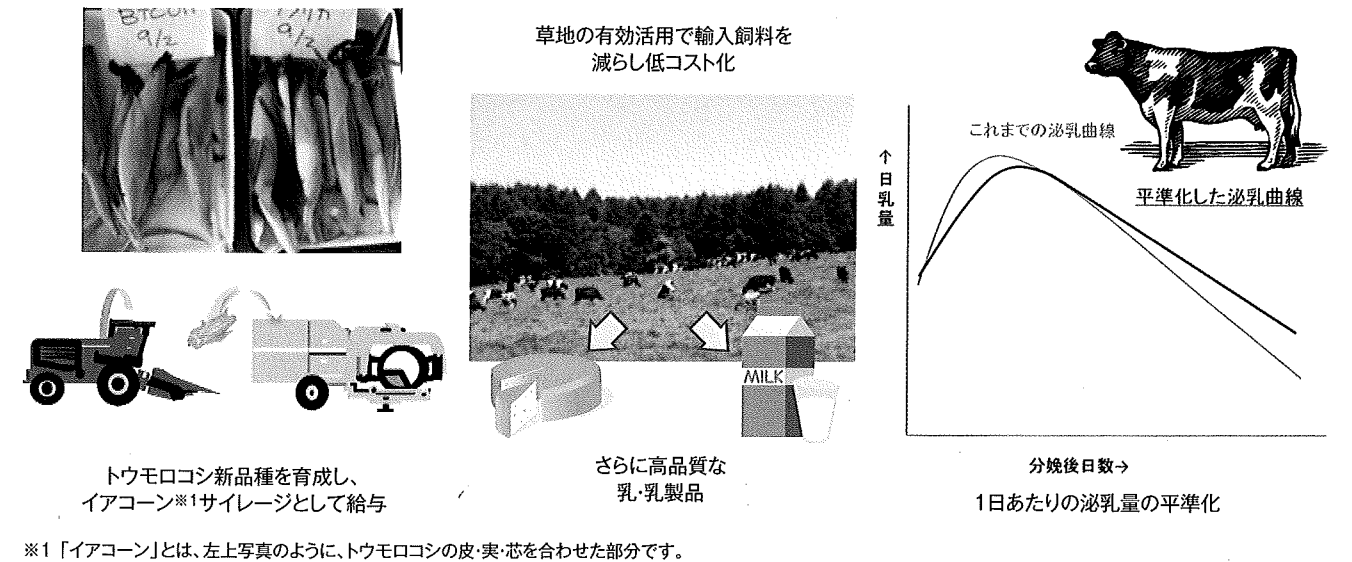 9/2
9/2
トウモロコシ新品種を育成し、
イアコーン※1サイレージとして給与
草地の有効活用で輸入飼料を
減らし低コスト化
MILK
さらに高品質な
乳・乳製品
これまでの泌乳曲線
平準化した泌乳曲線
↑日乳量
分娩後日数→
1日あたりの泌乳量の平準化
※1「イアコーン」とは、左上写真のように、トウモロコシの皮・実・芯を合わせた部分です。